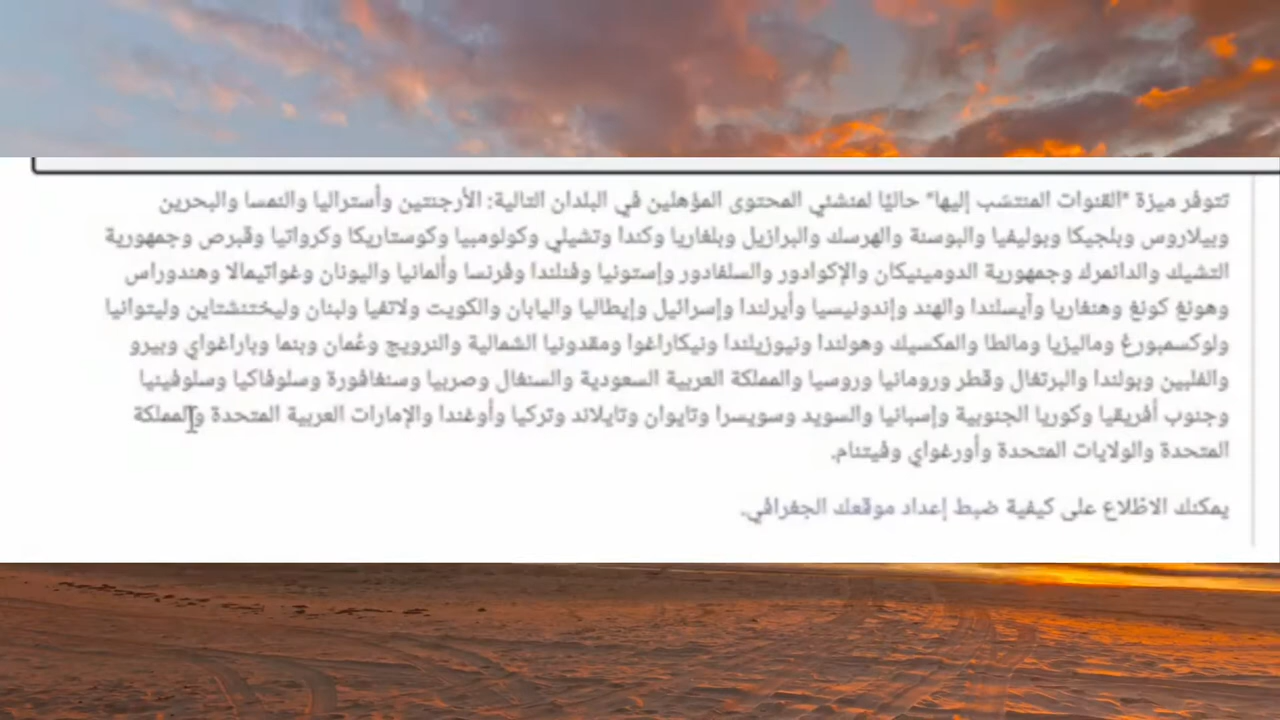 تتوفر ميزة "القنوات المنتسَب إليها" حاليًا لمنشئي المحتوى المؤهلين في البلدان التالية: الأرجنتين وأستراليا والنمسا والبحرين
وبيلاروس وبلجيكا وبوليفيا والبوسنة والهرسك والبرازيل وبلغاريا وكندا وتشيلي وكولومبيا وكوستاريكا وكرواتيا وقبرص وجمهورية
التشيك والدانمرك وجمهورية الدومينيكان والإكوادور والسلفادور وإستونيا وفنلندا وفرنسا وألمانيا واليونان وغواتيمالا وهندوراس
وهونغ كونغ وهنغاريا وآيسلندا والهند وإندونيسيا وأيرلندا وإسرائيل وإيطاليا واليابان والكويت ولاتفيا ولبنان وليختنشتاين وليتوانيا
ولوكسمبورغ وماليزيا ومالطا والمكسيك وهولندا ونيوزيلندا ونيكاراغوا ومقدونيا الشمالية والنرويج وعُمان وبنما وباراغواي وبيرو
والفلبين وبولندا والبرتغال وقطر ورومانيا وروسيا والمملكة العربية السعودية والسنغال وصربيا وسنغافورة وسلوفاكيا وسلوفينيا
وجنوب أفريقيا وكوريا الجنوبية وإسبانيا والسويد وسويسرا وتايوان وتايلاند وتركيا وأوغندا والإمارات العربية المتحدة والمملكة
المتحدة والولايات المتحدة وأورغواي وفيتنام.
يمكنك الاطّلاع على كيفية ضبط إعداد موقعك الجغرافي.